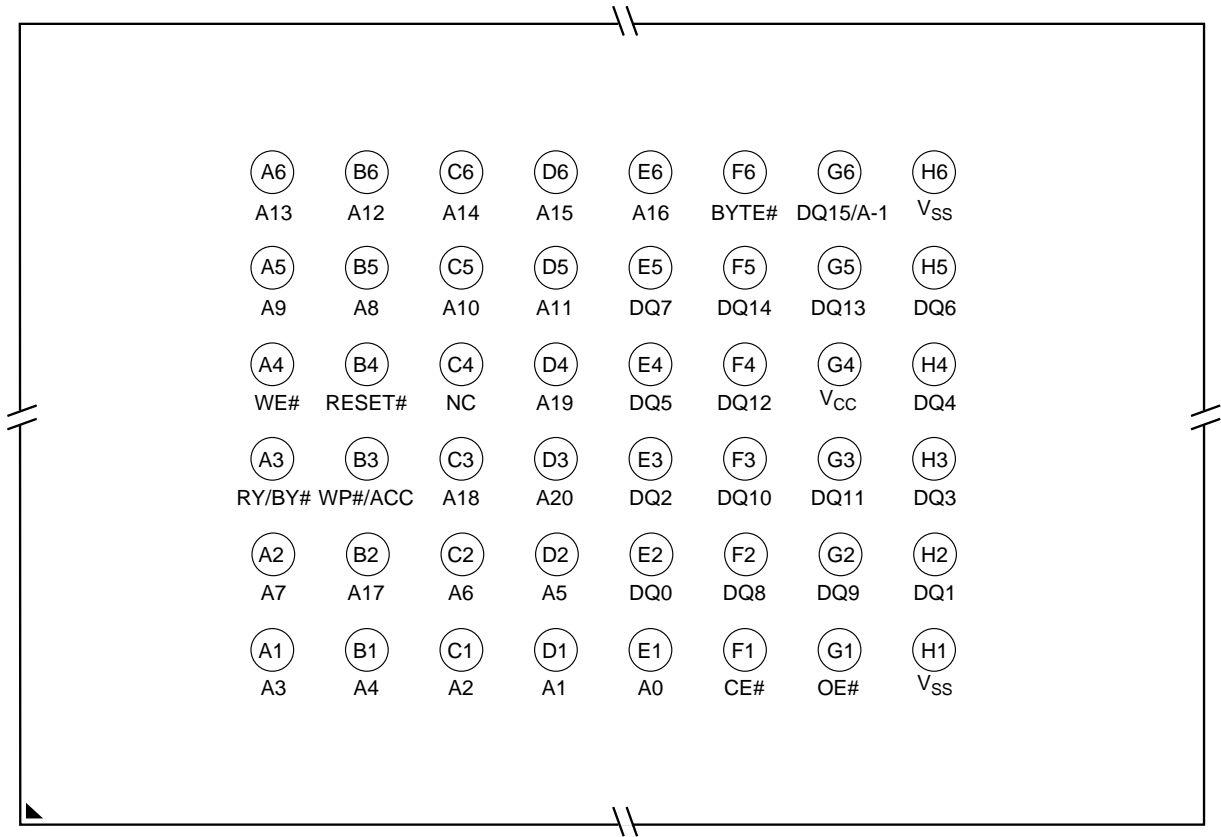 A6 B6 C6 D6 E6 F6 G6 H6
A13 A12 A14 A15 A16 BYTE# DQ15/A-1 VSS
A5 B5 C5 D5 E5 F5 G5 H5
A9 A8 A10 A11 DQ7 DQ14 DQ13 DQ6
A4 B4 C4 D4 E4 F4 G4 H4
WE# RESET# NC A19 DQ5 DQ12 VCC DQ4
A3 B3 C3 D3 E3 F3 G3 H3
RY/BY# WP#/ACC A18 A20 DQ2 DQ10 DQ11 DQ3
A2 B2 C2 D2 E2 F2 G2 H2
A7 A17 A6 A5 DQ0 DQ8 DQ9 DQ1
A1 B1 C1 D1 E1 F1 G1 H1
A3 A4 A2 A1 A0 CE# OE# VSS